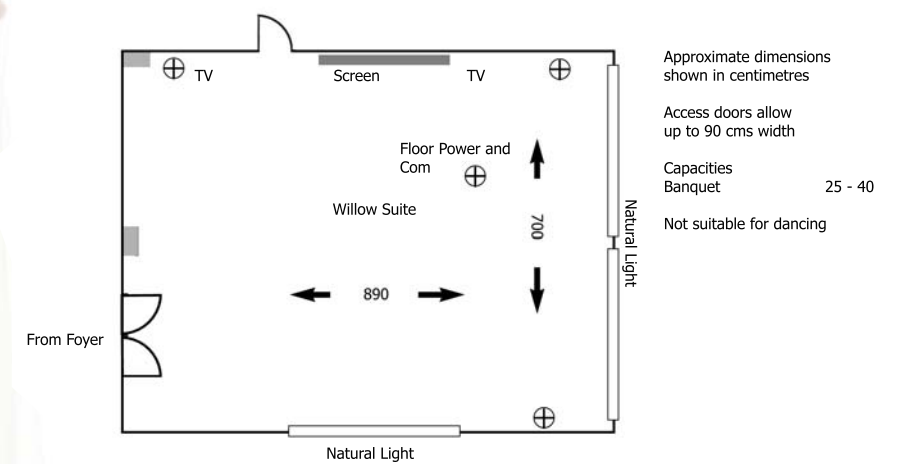 TV
Screen
TV
Floor Power and
Com
Willow Suite
700
890
From Foyer
Natural Light
Natural Light
Approximate dimensions
shown in centimetres
Access doors allow
up to 90 cms width
Capacities
Banquet 25 - 40
Not suitable for dancing